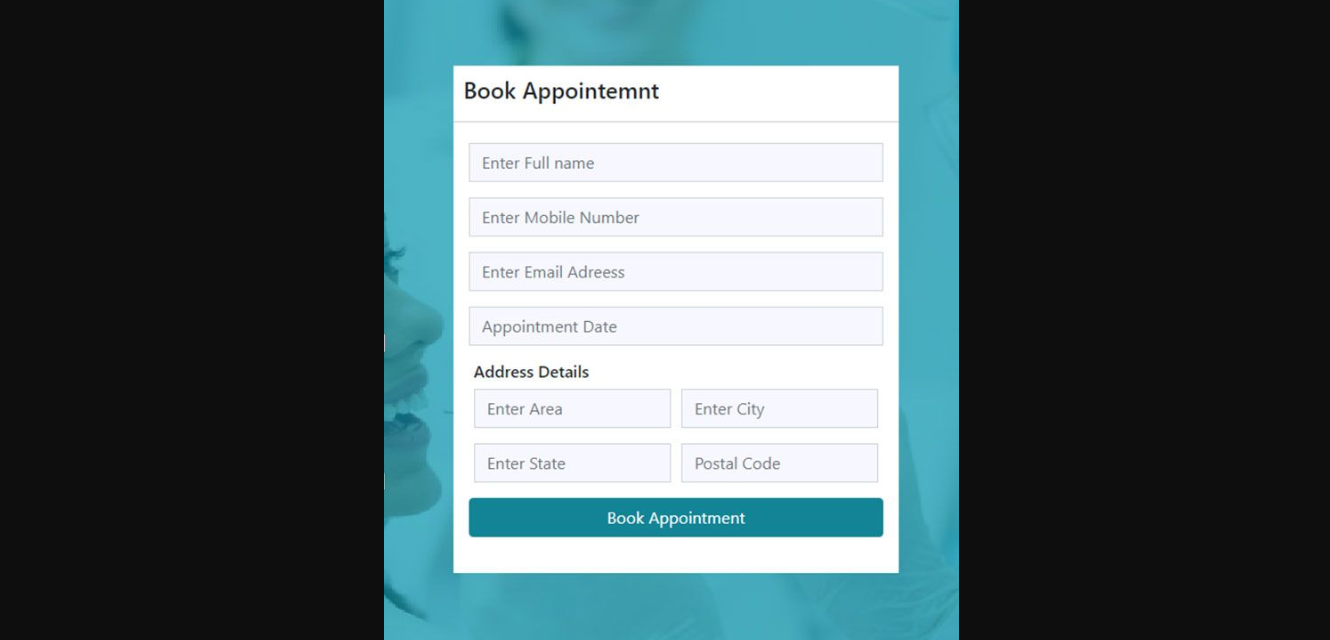 Book Appointemnt
Enter Full name
Enter Mobile Number
Enter Email Adreess
Appointment Date
Address Details
Enter Area Enter City
Enter State Postal Code
Book Appointment